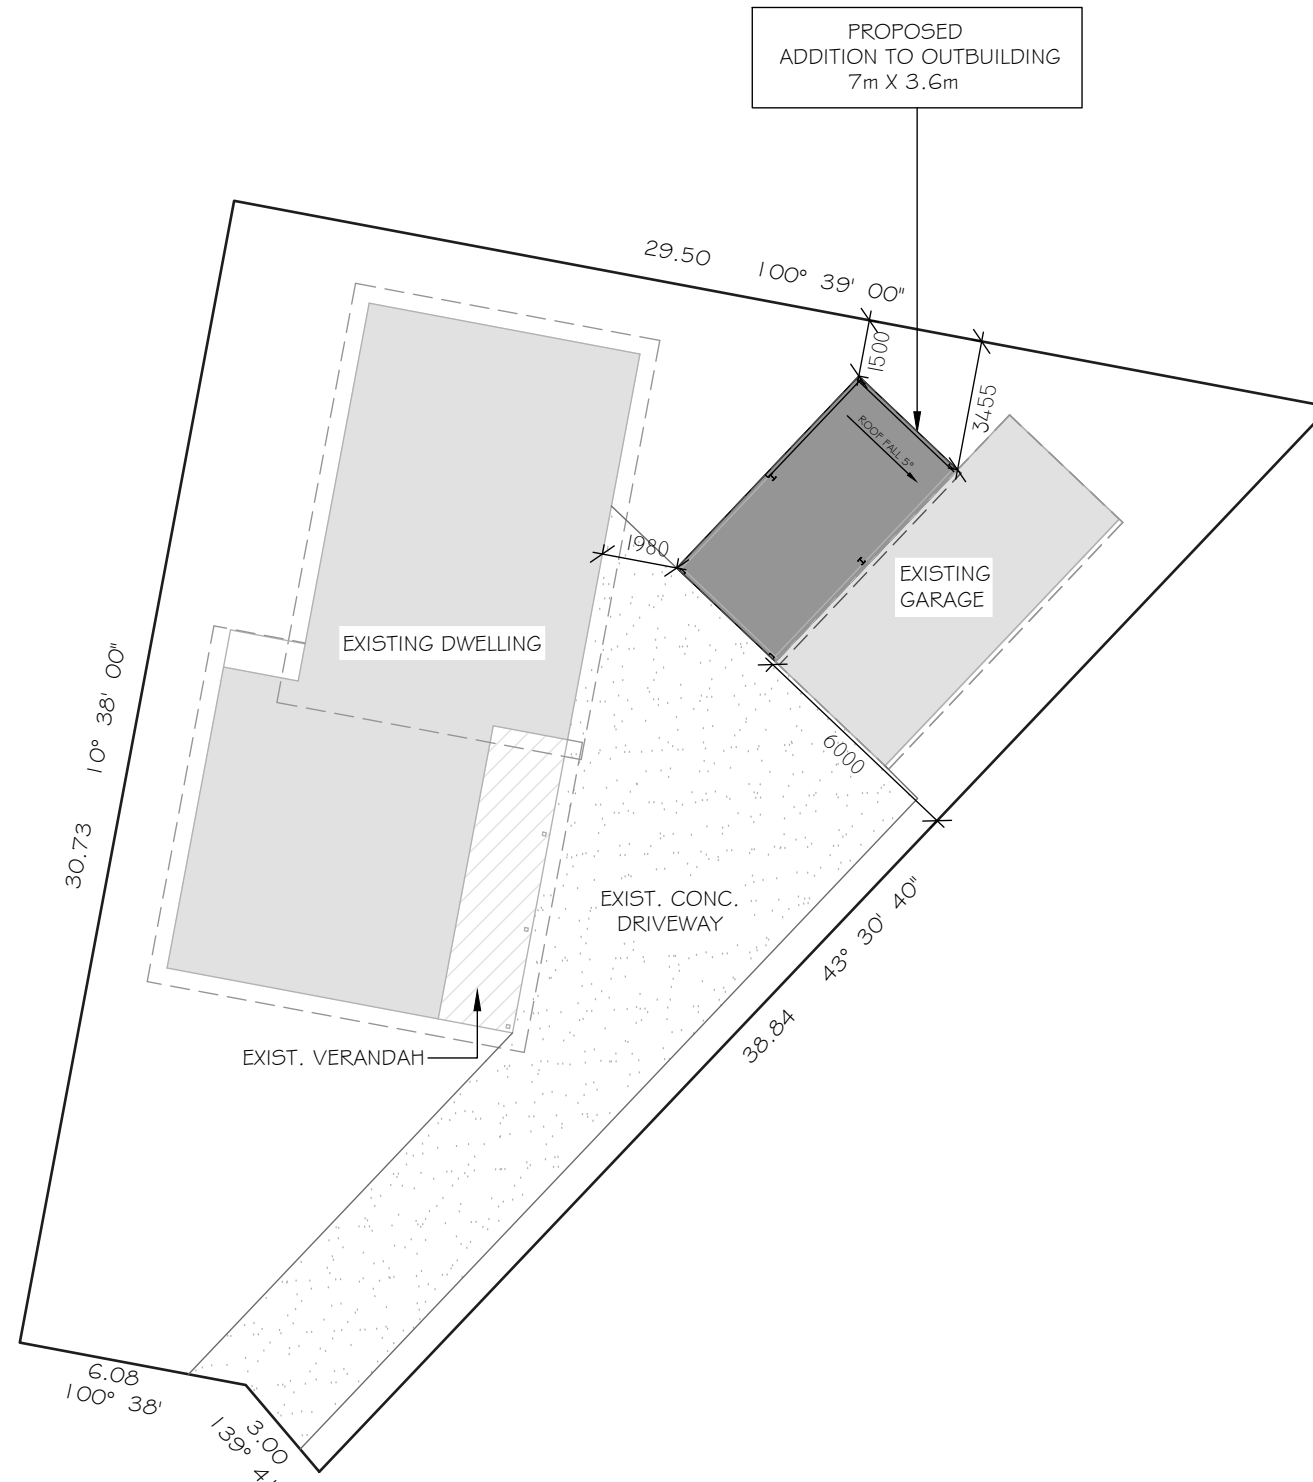 PROPOSED
ADDITION TO OUTBUILDING
7m X 3.6m
29.50 100° 39' 00"
1500
3455
ROOF FALL 5°
1980
EXISTING
GARAGE
EXISTING DWELLING
30.73 10° 38' 00"
6000
EXIST. CONC.
DRIVEWAY
38.84 43° 30' 40"
EXIST. VERANDAH
6.08
100° 38'
3.00
139°